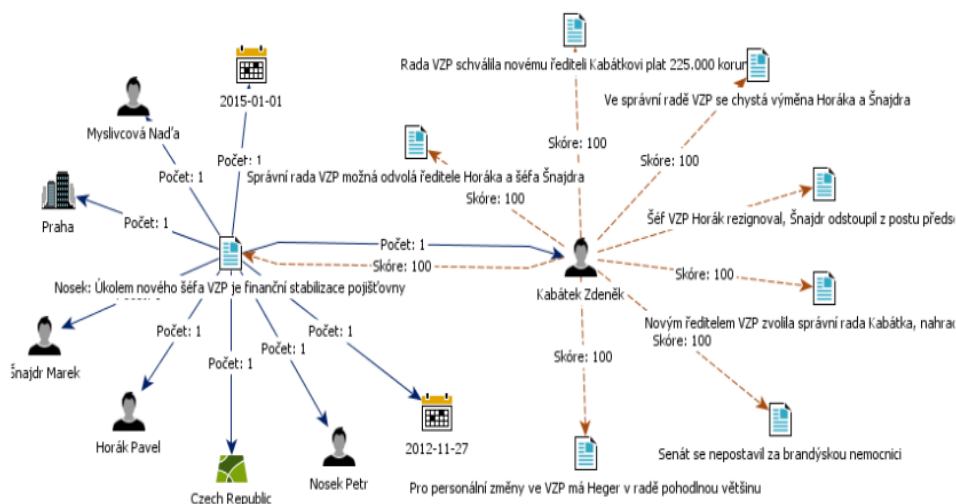 Rada VZP schválila novému řediteli Kabátkovi plat 225.000 korun
Ve správní radě VZP se chystá výměna Horáka a Šnajdra
2015-01-01
Myslivcová Naďa
Skóre: 100
Skóre: 100
Počet: 1
Správní rada VZP možná odvolá ředitele Horáka a šéfa Šnajdra
Počet: 1
Skóre: 100
Skóre: 100
Praha
Počet: 1
Šéf VZP Horák rezignoval, Šnajdr odstoupil z postu
Počet: 1
Skóre: 100
Skóre: 100
Kabátek Zdeněk
Nosek: Úkolem nového šéfa VZP je finanční stabilizace pojišťovny
Počet: 1
Počet: 1
Novým ředitelem VZP zvolila správní rada Kabátka,
Počet: 1
Počet: 1
Počet: 1
Skóre: 100
Skóre: 100
Šnajdr Marek
Horák Pavel
2012-11-27
Senát se nepostavil za brandýskou nemocnici
Nosek Petr
Pro personální změny ve VZP má Heger v radě pohodlnou většinu
Czech Republic